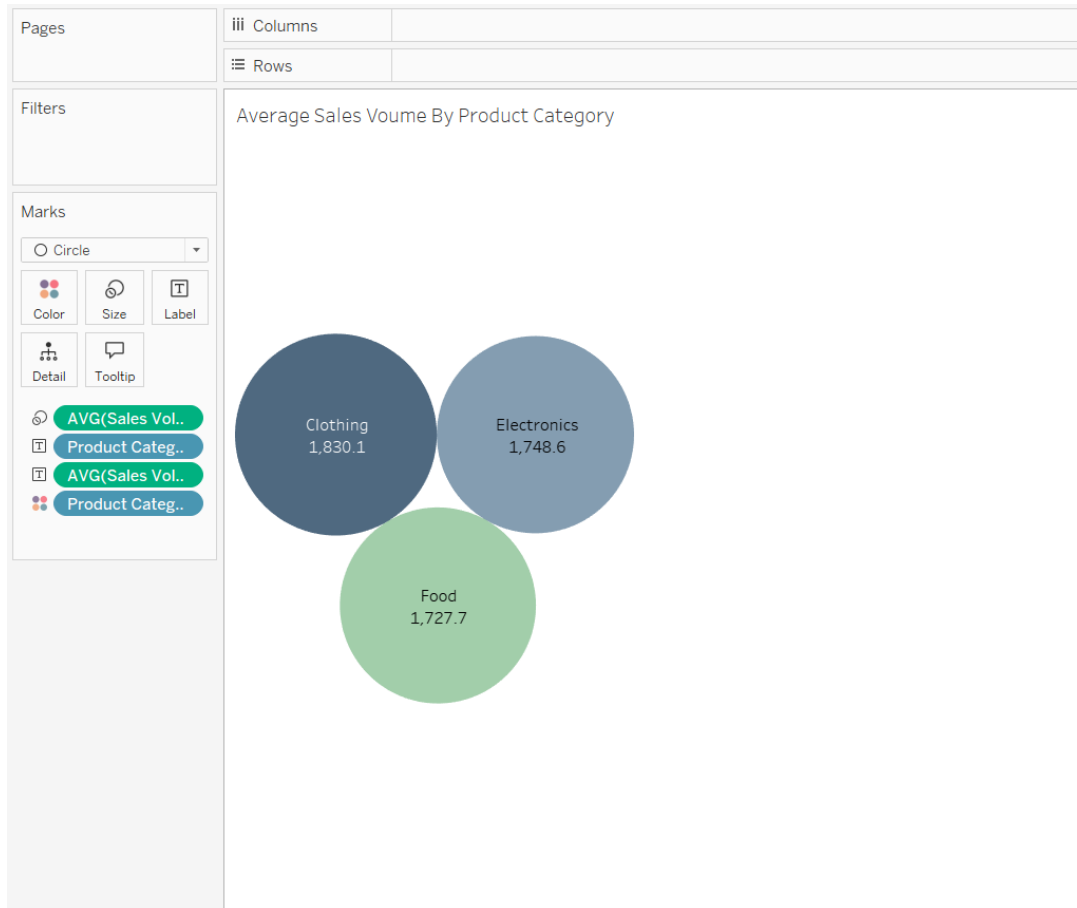 Pages
Columns
Rows
Filters
Average Sales Voume By Product Category
Marks
Circle
Color
Size
Label
Detail
Tooltip
AVG(Sales Vol..
Product Categ..
AVG(Sales Vol..
Product Categ..
Clothing
1,830.1
Electronics
1,748.6
Food
1,727.7